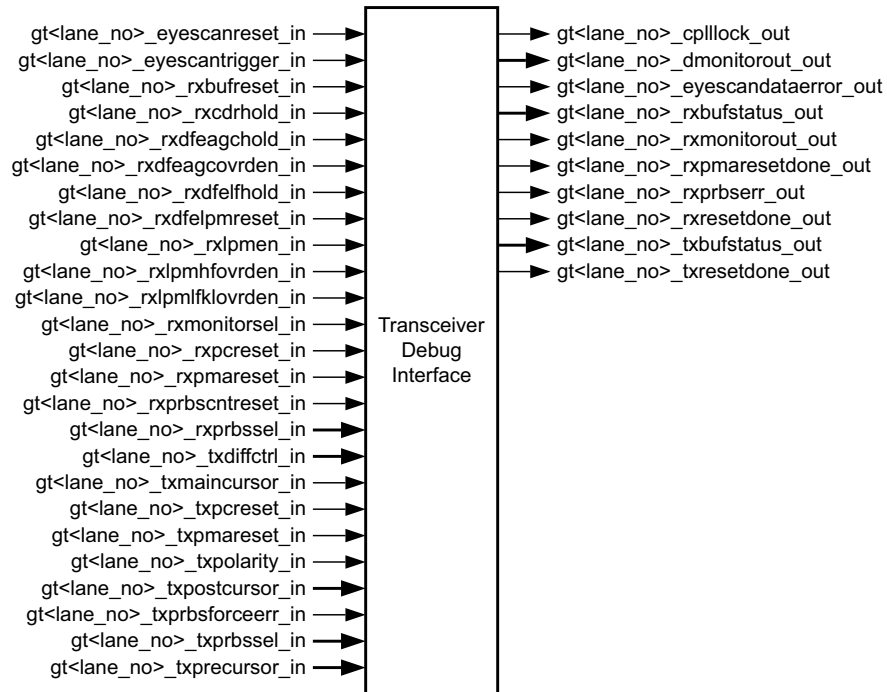 gt<lane_no>_eyescanreset_in
gt<lane_no>_eyescantrigger_in
gt<lane_no>_rxbufreset_in
gt<lane_no>_rxcdrhold_in
gt<lane_no>_rxdfeagchold_in
gt<lane_no>_rxdfeagcovrden_in
gt<lane_no>_rxdfelfhold_in
gt<lane_no>_rxdfelpmreset_in
gt<lane_no>_rxlpmen_in
gt<lane_no>_rxlpmhfovrden_in
gt<lane_no>_rxlpmlfklovrden_in
gt<lane_no>_rxmonitorsel_in
gt<lane_no>_rxpcreset_in
gt<lane_no>_rxpmareset_in
gt<lane_no>_rxprbscntreset_in
gt<lane_no>_rxprbssel_in
gt<lane_no>_txdiffctrl_in
gt<lane_no>_txmaincursor_in
gt<lane_no>_txpcreset_in
gt<lane_no>_txpmareset_in
gt<lane_no>_txpolarity_in
gt<lane_no>_txpostcursor_in
gt<lane_no>_txprbsforceerr_in
gt<lane_no>_txprbssel_in
gt<lane_no>_txprecursor_in
Transceiver
Debug
Interface
gt<lane_no>_cplllock_out
gt<lane_no>_dmonitorout_out
gt<lane_no>_eyescandataerror_out
gt<lane_no>_rxbufstatus_out
gt<lane_no>_rxmonitorout_out
gt<lane_no>_rxpmaresetdone_out
gt<lane_no>_rxprbserr_out
gt<lane_no>_rxresetdone_out
gt<lane_no>_txbufstatus_out
gt<lane_no>_txresetdone_out